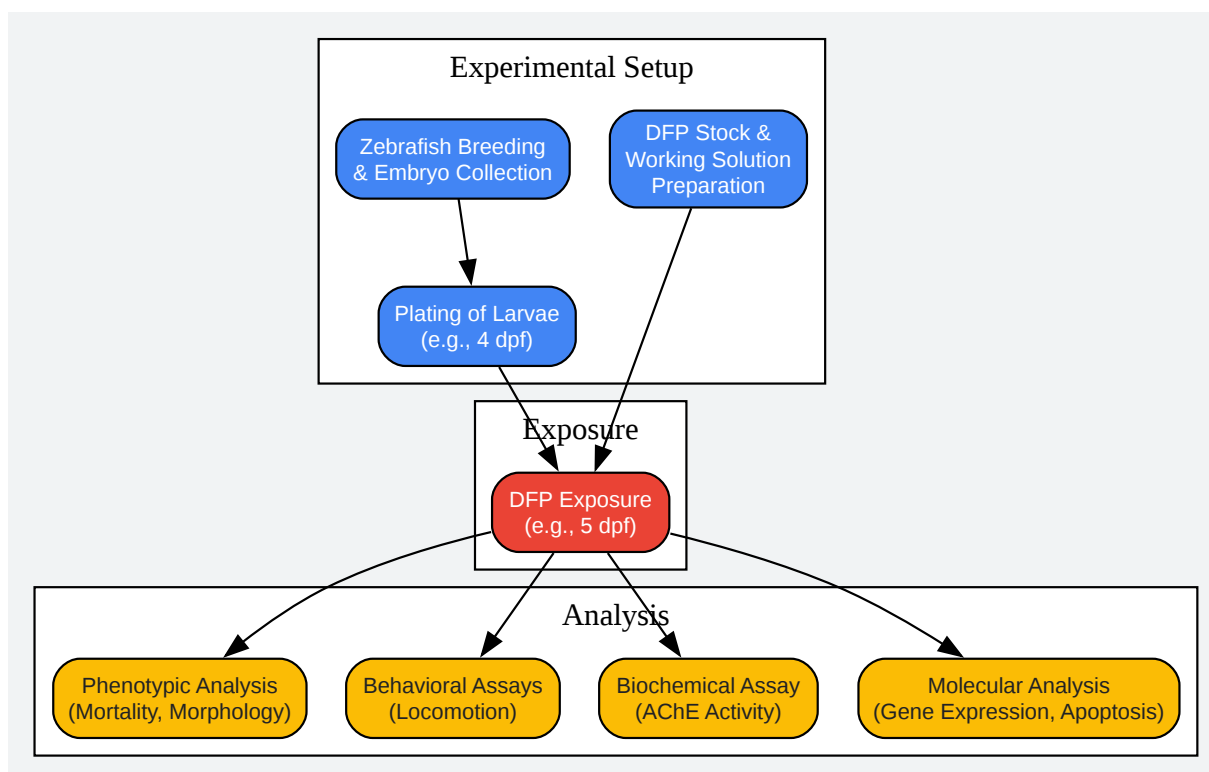 Experimental Setup
Zebrafish Breeding
& Embryo Collection
DFP Stock &
Working Solution
Preparation
Plating of Larvae
(e.g., 4 dpf)
Exposure
DFP Exposure
(e.g., 5 dpf)
Analysis
Phenotypic Analysis
(Mortality, Morphology)
Behavioral Assays
(Locomotion)
Biochemical Assay
(AChE Activity)
Molecular Analysis
(Gene Expression, Apoptosis)